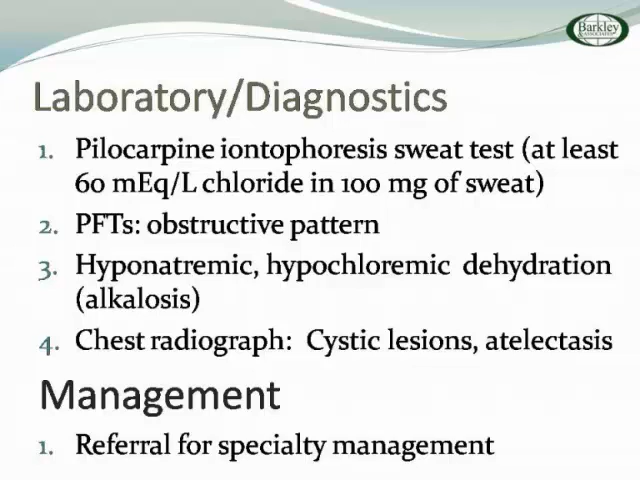 Barkley
& ASSOCIATES
Laboratory/Diagnostics
1. Pilocarpine iontophoresis sweat test (at least
60 mEq/L chloride in 100 mg of sweat)
2. PFTs: obstructive pattern
3. Hyponatremic, hypochloremic dehydration
(alkalosis)
4. Chest radiograph: Cystic lesions, atelectasis
Management
1. Referral for specialty management